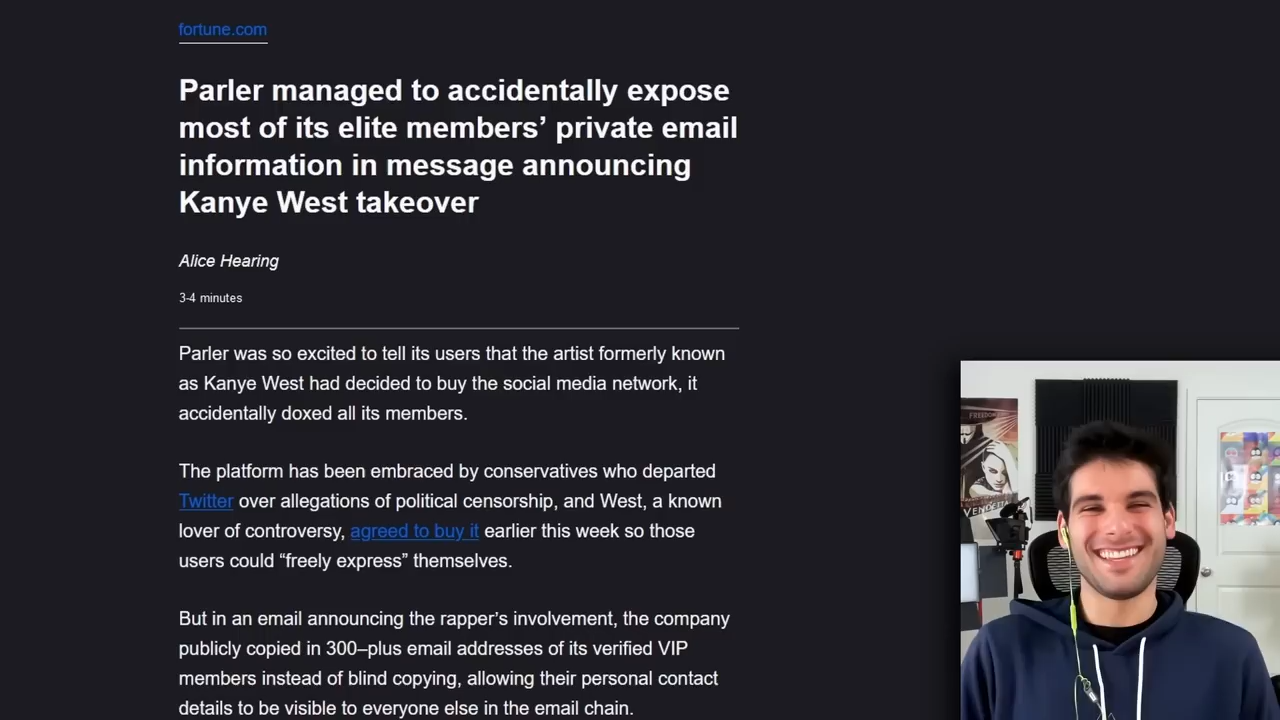 fortune.com
Parler managed to accidentally expose
most of its elite members’ private email
information in message announcing
Kanye West takeover
Alice Hearing
3-4 minutes
Parler was so excited to tell its users that the artist formerly known
as Kanye West had decided to buy the social media network, it
accidentally doxed all its members.
The platform has been embraced by conservatives who departed
Twitter over allegations of political censorship, and West, a known
lover of controversy, agreed to buy it earlier this week so those
users could “freely express” themselves.
But in an email announcing the rapper’s involvement, the company
publicly copied in 300–plus email addresses of its verified VIP
members instead of blind copying, allowing their personal contact
details to be visible to everyone else in the email chain.
FREEDOM
VENDETTA